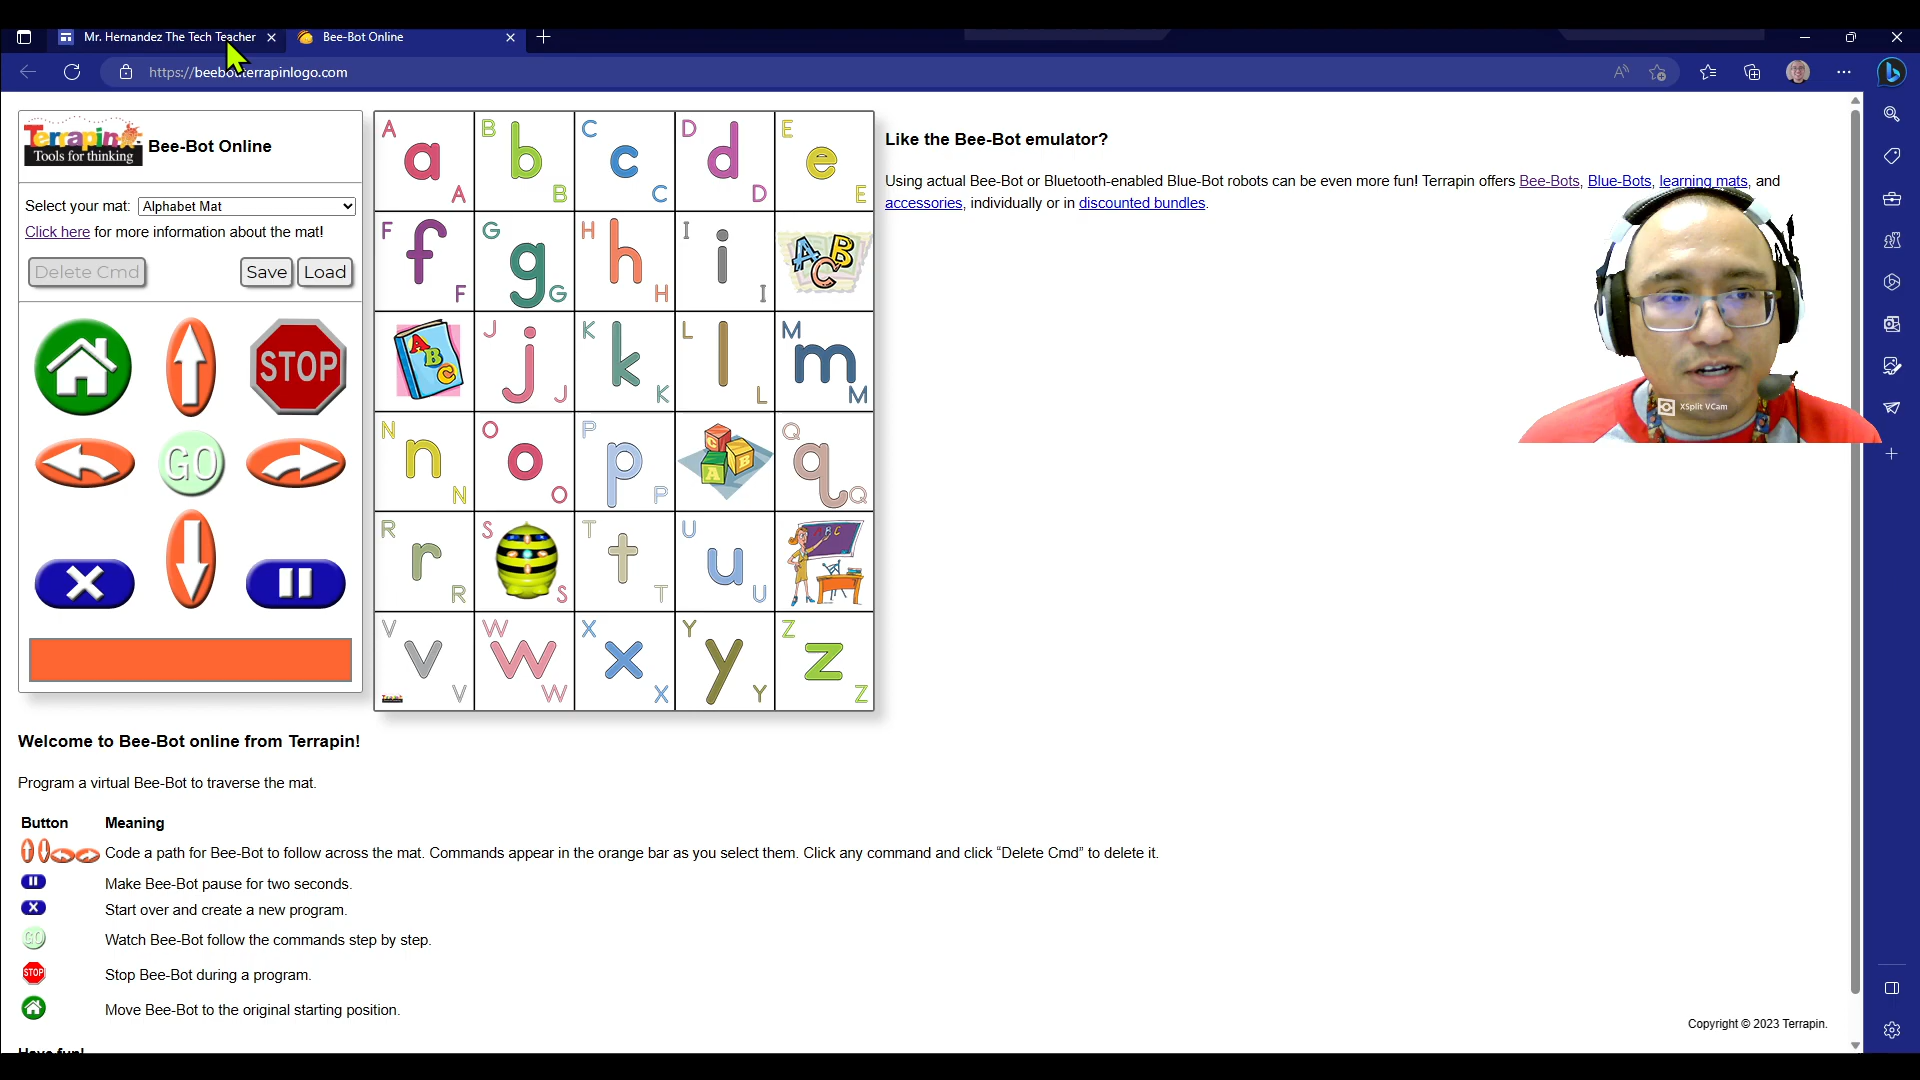 Mr. Hernandez The Tech Teacher
Bee-Bot Online
Terrapin
Tools for thinking
Bee-Bot Online
Select your mat: Alphabet Mat
Click here for more information about the mat!
Delete Cmd Save Load
STOP
GO
A a A B b B C c C D d D E e E
F f F G g G H h H I i I A B C
A B C J j J K k K L l L M m M
N n N O o O P p P C A B Q q Q
R r R S S T t T U u U A B C
V v V W w W X x X Y y Y Z z Z
Like the Bee-Bot emulator?
Using actual Bee-Bot or Bluetooth-enabled Blue-Bot robots can be even more fun! Terrapin offers Bee-Bots, Blue-Bots, learning mats, and
accessories, individually or in discounted bundles.
XSplit VCam
Welcome to Bee-Bot online from Terrapin!
Program a virtual Bee-Bot to traverse the mat.
Button Meaning
Code a path for Bee-Bot to follow across the mat. Commands appear in the orange bar as you select them. Click any command and click “Delete Cmd” to delete it.
Make Bee-Bot pause for two seconds.
Start over and create a new program.
GO Watch Bee-Bot follow the commands step by step.
STOP Stop Bee-Bot during a program.
Move Bee-Bot to the original starting position.
Copyright © 2023 Terrapin.